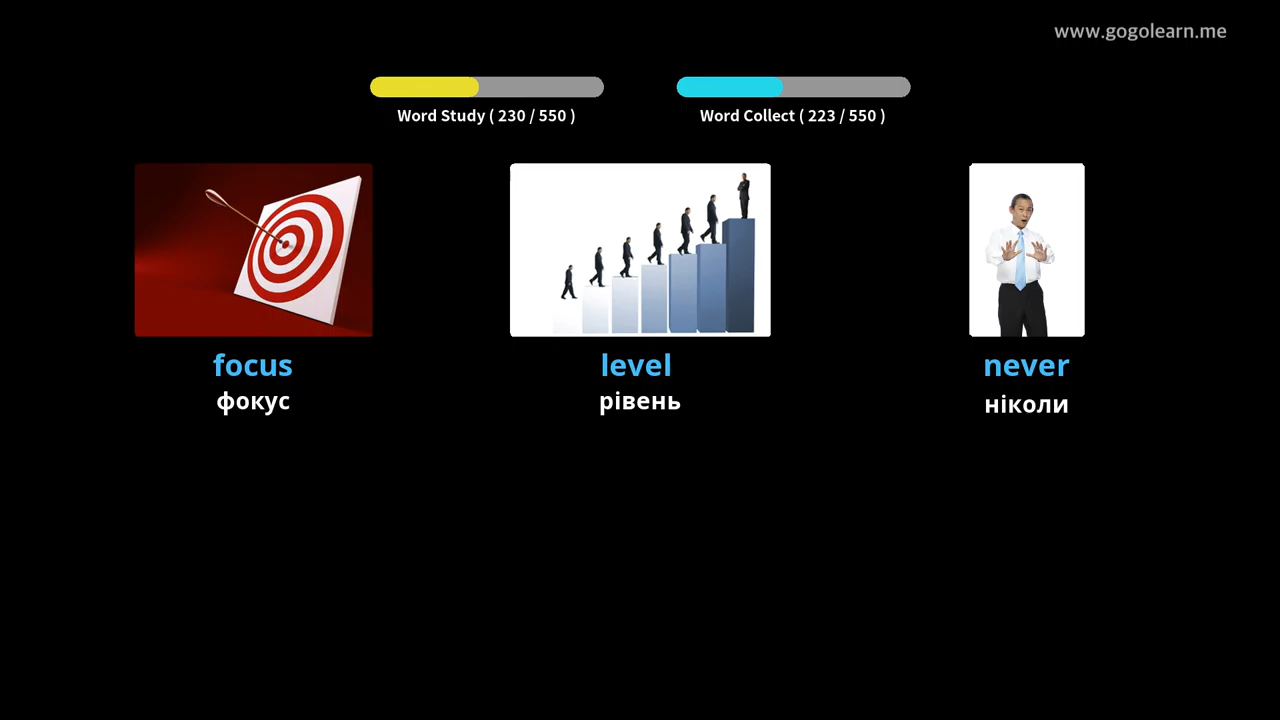 www.gogolearn.me
Word Study ( 230 / 550 )
Word Collect ( 223 / 550 )
focus
фокус
level
рівень
never
ніколи